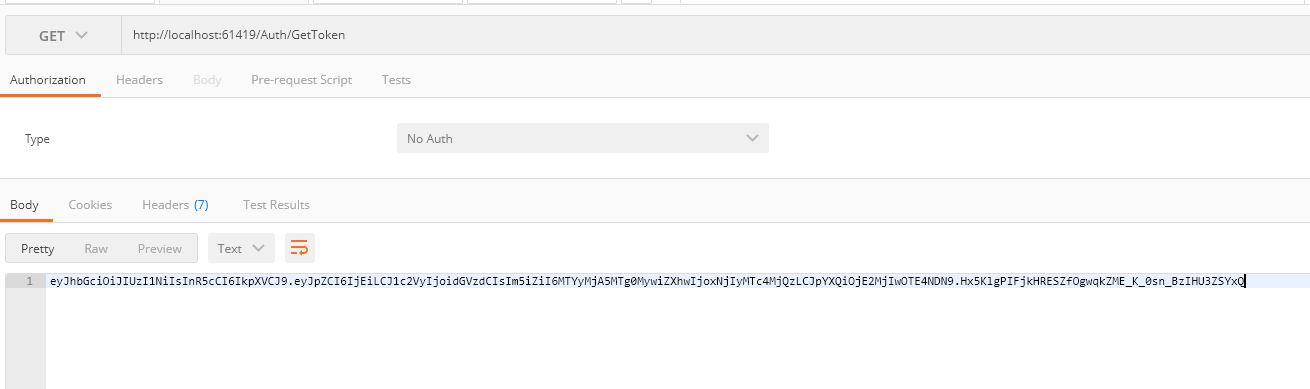 GET http://localhost:61419/Auth/GetToken
Authorization Headers Body Pre-request Script Tests
Type No Auth
Body Cookies Headers (7) Test Results
Pretty Raw Preview Text
1 eyJhbGciOiJIUzI1NiIsInR5cCI6IkpXVCJ9.eyJpZCI6IjEiLCJ1c2VyIjoidGVzdCIsIm5iZiI6MTYyMjA5MTg0MywiZXhwIjoxNjIyMTc4MjQzLCJpYXQiOjE2MjIwOTE4NDN9.Hx5KlgPIFjkHRESZfOgwqkZME_K_0sn_BzIHU3ZSYxQ